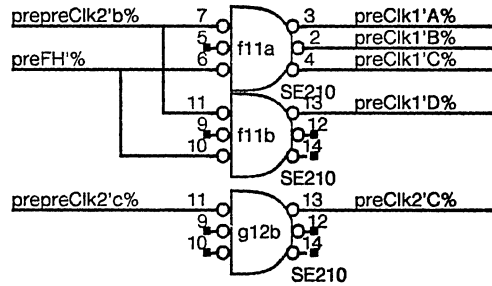 prepreClk2'b% 7 3 preClk1'A%
5 f11a 2 preClk1'B%
preFH'% 6 4 preClk1'C%
SE210
11 13 preClk1'D%
9 f11b 12
10 14
SE210
prepreClk2'c% 11 13 preClk2'C%
9 g12b 12
10 14
SE210